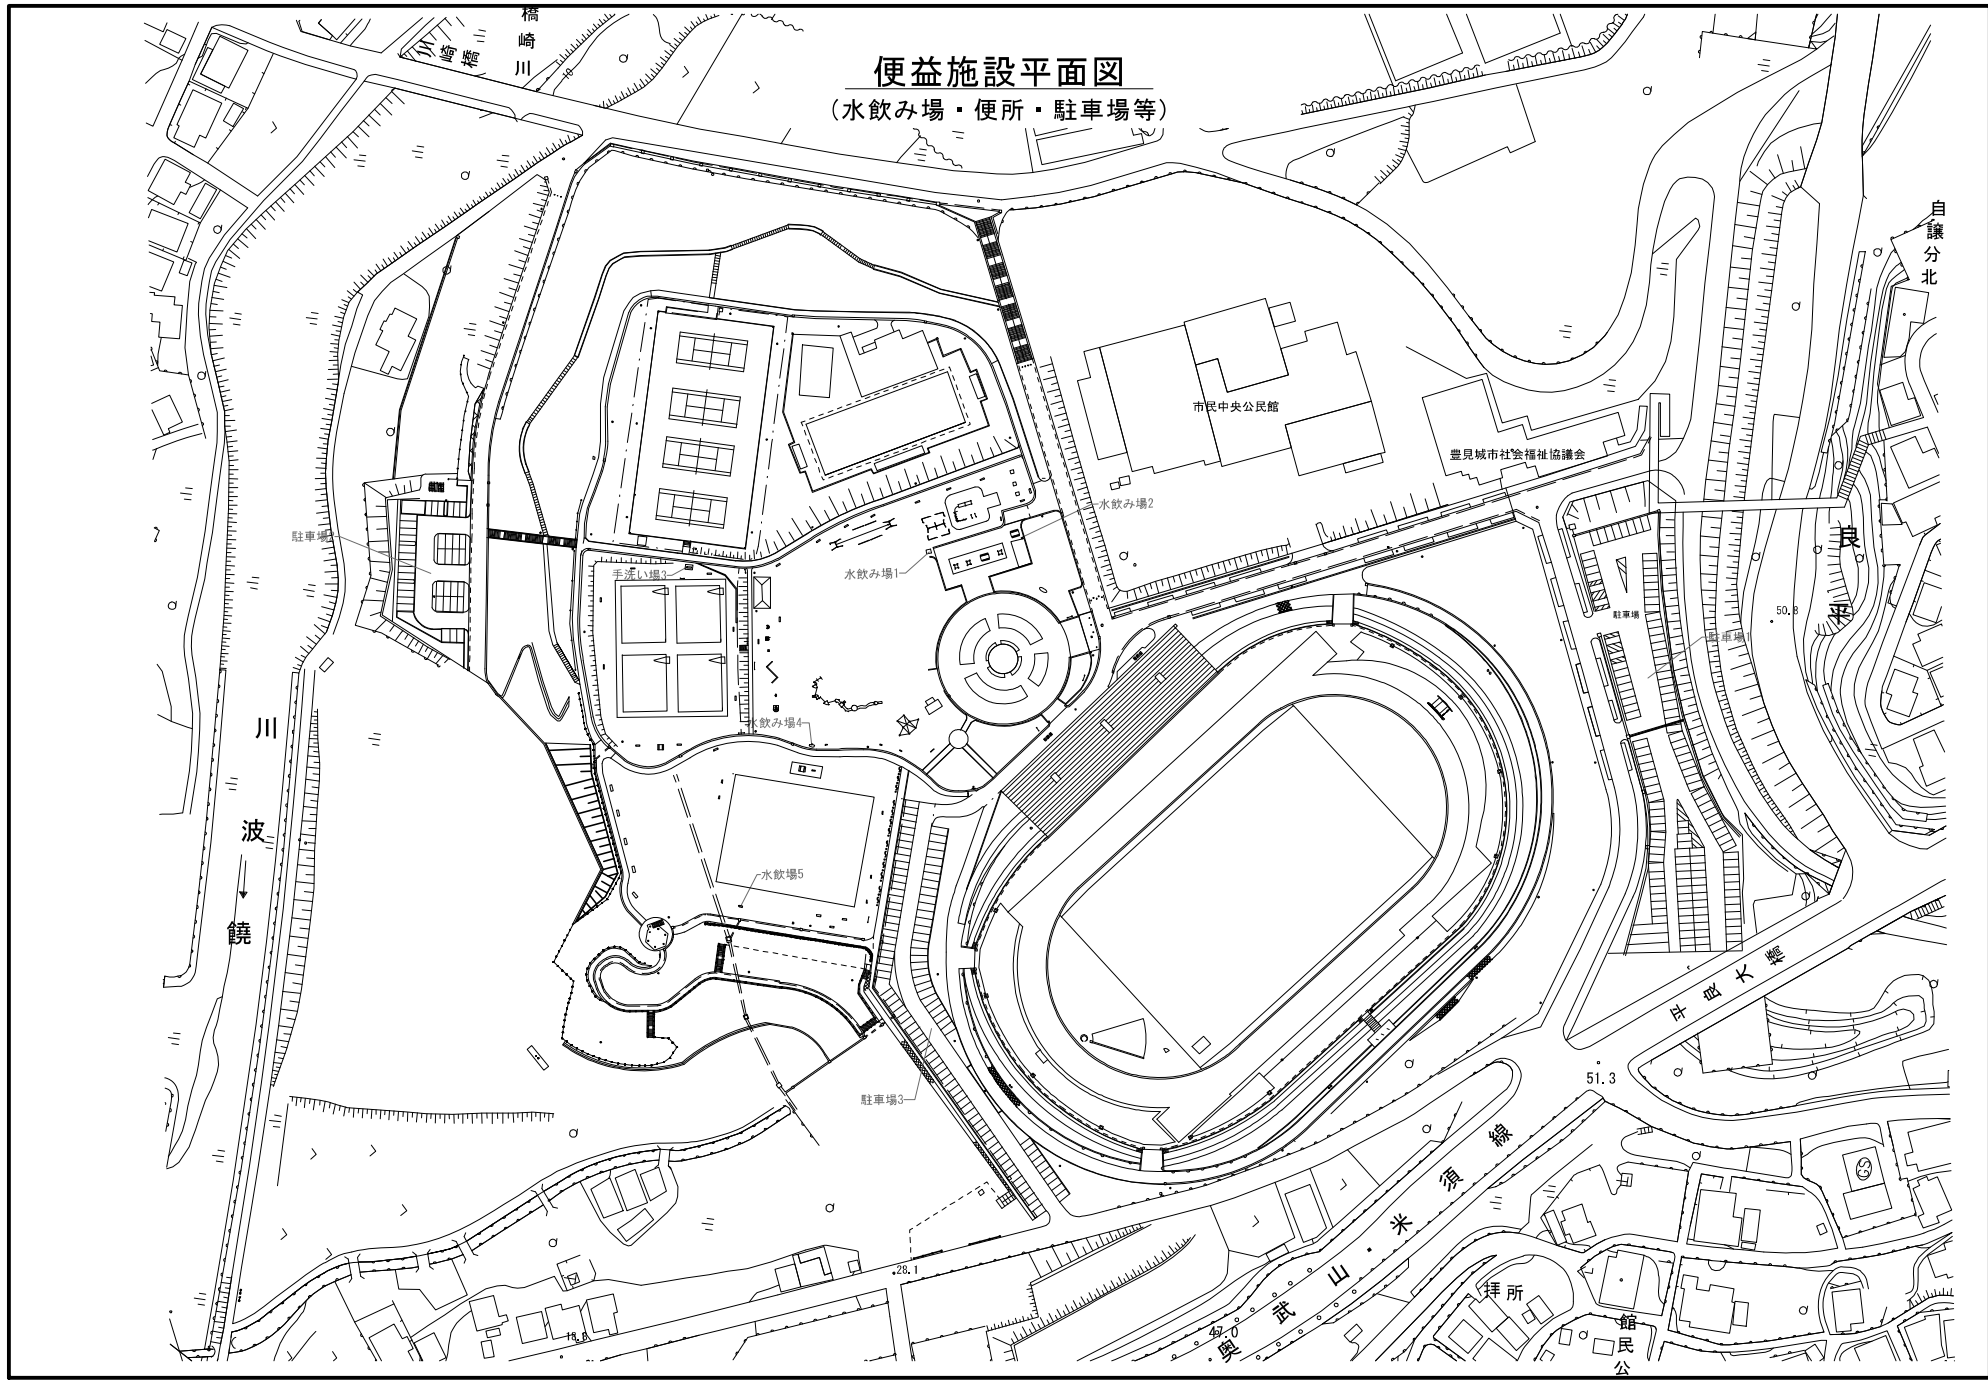 橋崎川
川崎橋
便益施設平面図
(水飲み場・便所・駐車場等)
自譲分北
市民中央公民館
豊見城市社会福祉協議会
水飲み場2
駐車場2
手洗い場3
水飲み場1
良平
50.8
駐車場
駐車場1
水飲み場4
川
波
饒
水飲場5
平良大橋
駐車場3
51.3
奥武山・米須線
28.1
18.8
47.0
GS
拝所
館民公